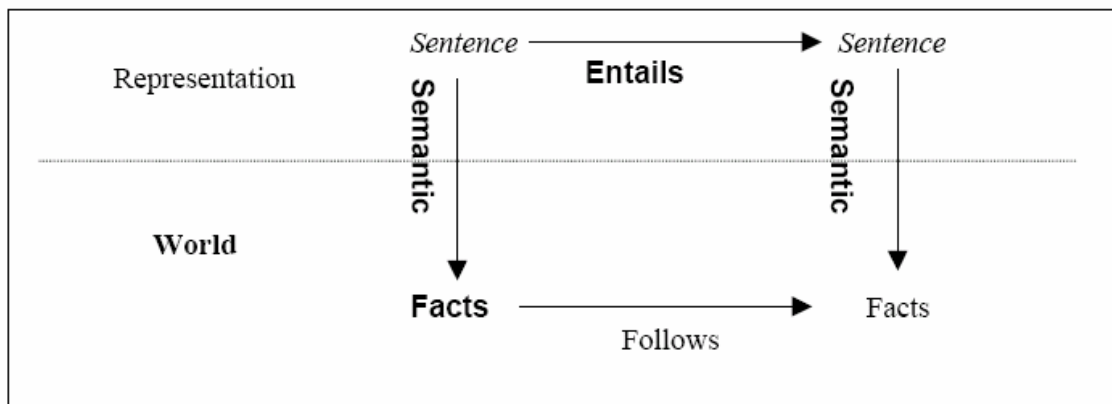 Sentence
Sentence
Entails
Representation
Semantic
Semantic
World
Facts
Facts
Follows